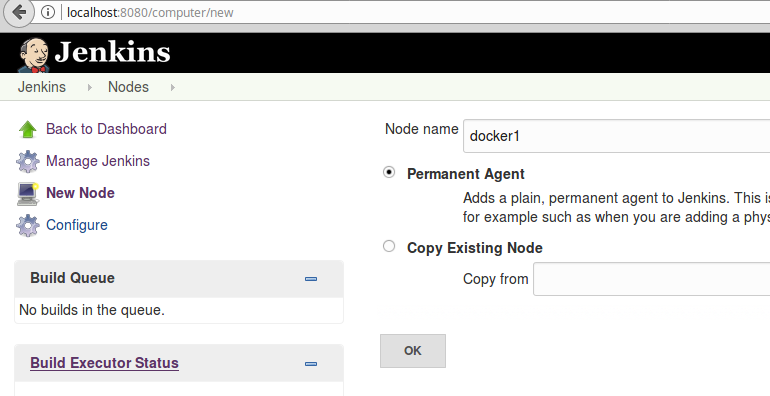 localhost:8080/computer/new
Jenkins
Jenkins Nodes
Back to Dashboard
Manage Jenkins
New Node
Configure
Build Queue
No builds in the queue.
Build Executor Status
Node name docker1
Permanent Agent
Adds a plain, permanent agent to Jenkins. This is
for example such as when you are adding a phys
Copy Existing Node
Copy from
OK